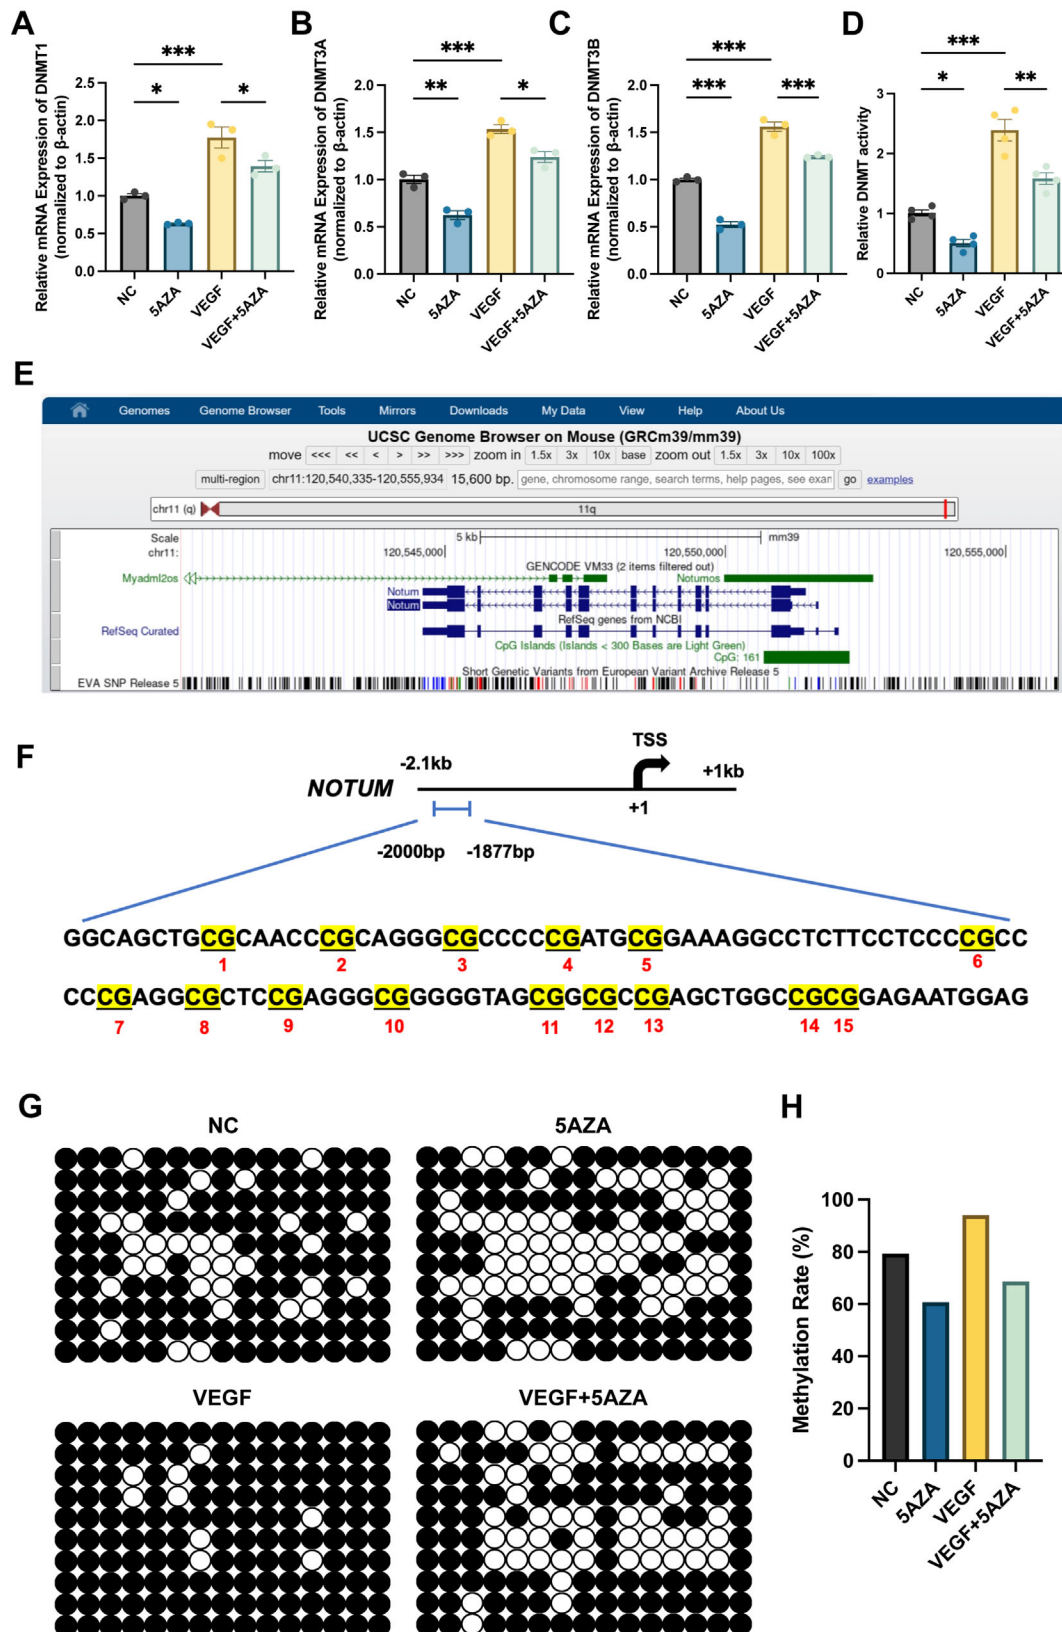 A
B
C
D
Relative mRNA Expression of DNMT1
(normalized to β-actin)
***
*
*
2.5
2.0
1.5
1.0
0.5
0.0
NC
5AZA
VEGF
VEGF+5AZA
Relative mRNA Expression of DNMT3A
(normalized to β-actin)
***
**
*
2.0
1.5
1.0
0.5
0.0
NC
5AZA
VEGF
VEGF+5AZA
Relative mRNA Expression of DNMT3B
(normalized to β-actin)
***
***
***
2.0
1.5
1.0
0.5
0.0
NC
5AZA
VEGF
VEGF+5AZA
Relative DNMT activity
***
*
**
3
2
1
0
NC
5AZA
VEGF
VEGF+5AZA
E
Genomes Genome Browser Tools Mirrors Downloads My Data View Help About Us
UCSC Genome Browser on Mouse (GRCm39/mm39)
move <<< << < > >> >>> zoom in 1.5x 3x 10x base zoom out 1.5x 3x 10x 100x
multi-region chr11:120,540,335-120,555,934 15,600 bp. gene, chromosome range, search terms, help pages, see exan go examples
chr11 (q) 11q
Scale 5 kb mm39
chr11: 120,545,000 120,550,000 120,555,000
GENCODE VM33 (2 items filtered out)
Myadml2os Notumos
Notum
Notum
RefSeq genes from NCBI
RefSeq Curated
CpG Islands (Islands < 300 Bases are Light Green)
CpG: 161
Short Genetic Variants from European Variant Archive Release 5
EVA SNP Release 5
F
TSS
-2.1kb +1kb
NOTUM
+1
-2000bp -1877bp
GGCAGCTGCGCAACCCGCAGGGCGCCCCCGATGCGGAAAGGCCTCTTCCTCCCCGCC
1 2 3 4 5 6
CCCGAGGCGCTCCGAGGGCGGGGGTAGCGGCGCCGAGCTGGCCGCGGAGAATGGAG
7 8 9 10 11 12 13 14 15
G
NC
5AZA
VEGF
VEGF+5AZA
H
Methylation Rate (%)
100
80
60
40
20
0
NC
5AZA
VEGF
VEGF+5AZA